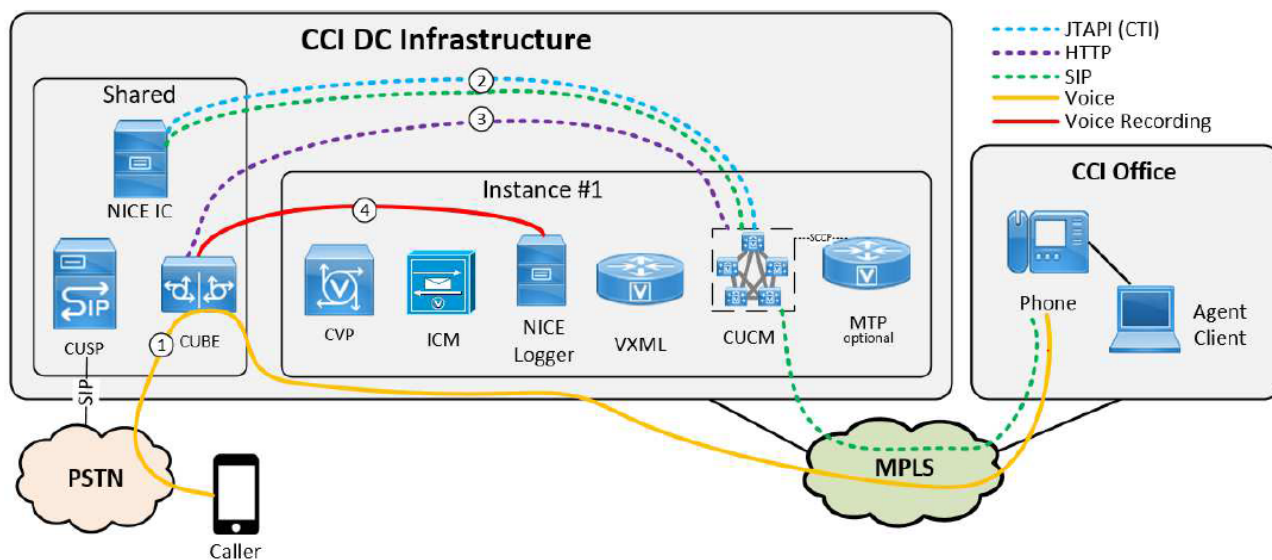 CCI DC Infrastructure
Shared
NICE IC
SIP
CUSP
CUBE
1
2
3
4
Instance #1
V
CVP
V
ICM
NICE
Logger
V
VXML
CUCM
SCCP
V
MTP
optional
JTAPI (CTI)
HTTP
SIP
Voice
Voice Recording
CCI Office
Phone
Agent
Client
SIP
PSTN
Caller
MPLS